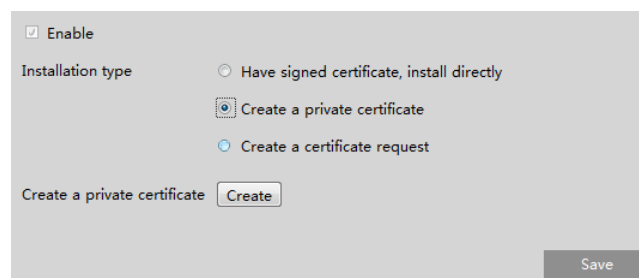 Enable
Installation type
Have signed certificate, install directly
Create a private certificate
Create a certificate request
Create a private certificate Create
Save